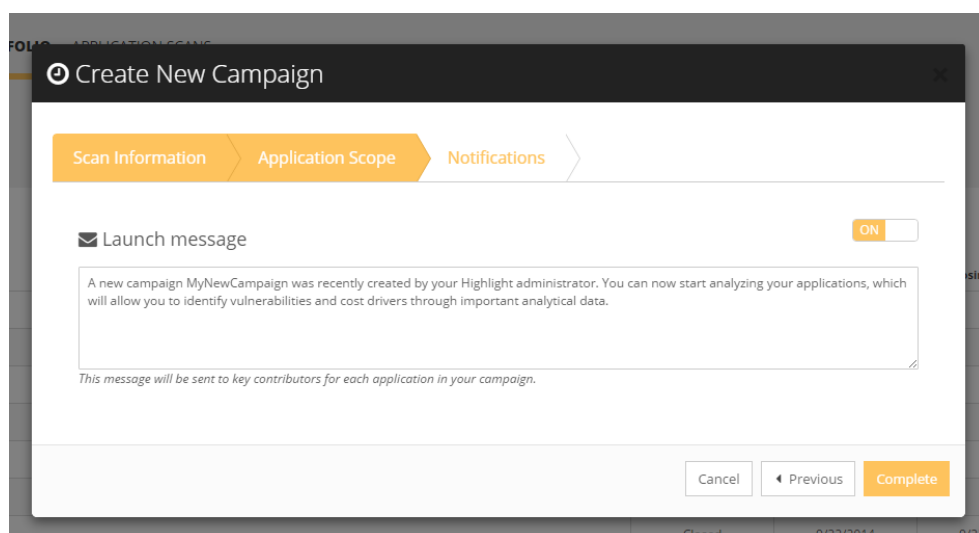 APPLICATION SCANS
Create New Campaign
Scan Information
Application Scope
Notifications
Launch message
ON
A new campaign MyNewCampaign was recently created by your Highlight administrator. You can now start analyzing your applications, which
will allow you to identify vulnerabilities and cost drivers through important analytical data.
This message will be sent to key contributors for each application in your campaign.
Cancel
Previous
Complete